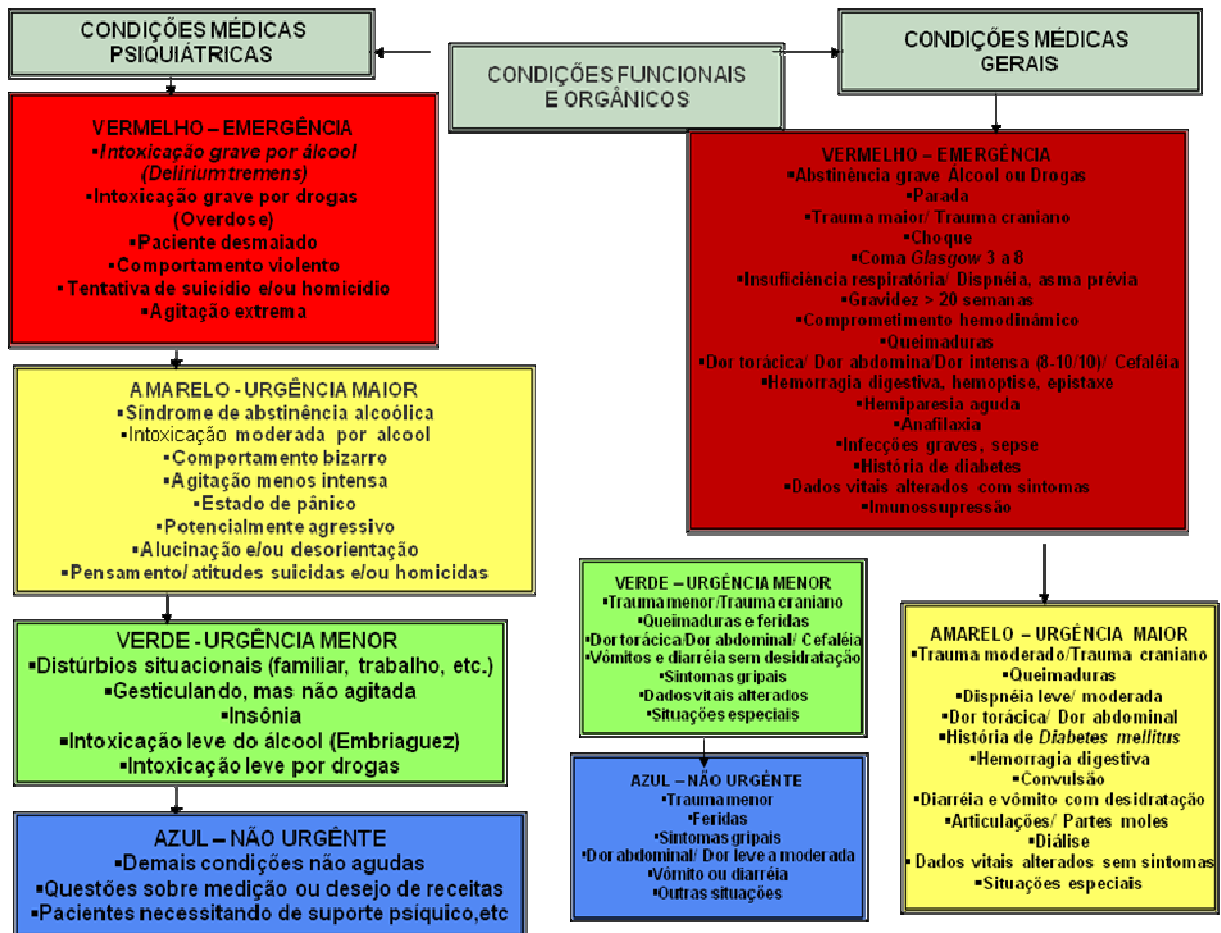 CONDIÇÕES MÉDICAS
PSIQUIÁTRICAS
CONDIÇÕES FUNCIONAIS
E ORGÂNICOS
CONDIÇÕES MÉDICAS
GERAIS
VERMELHO – EMERGÊNCIA
▪Intoxicação grave por álcool
(Delirium tremens)
▪Intoxicação grave por drogas
(Overdose)
▪Paciente desmaiado
▪Comportamento violento
▪Tentativa de suicídio e/ou homicídio
▪Agitação extrema
AMARELO - URGÊNCIA MAIOR
▪Síndrome de abstinência alcoólica
▪Intoxicação moderada por alcool
▪Comportamento bizarro
▪Agitação menos intensa
▪Estado de pânico
▪Potencialmente agressivo
▪Alucinação e/ou desorientação
▪Pensamento/ atitudes suicidas e/ou homicidas
VERDE - URGÊNCIA MENOR
▪Distúrbios situacionais (familiar, trabalho, etc.)
▪Gesticulando, mas não agitada
▪Insônia
▪Intoxicação leve do álcool (Embriaguez)
▪Intoxicação leve por drogas
AZUL – NÃO URGÊNTE
▪Demais condições não agudas
▪Questões sobre medição ou desejo de receitas
▪Pacientes necessitando de suporte psíquico,etc
VERMELHO – EMERGÊNCIA
▪Abstinência grave Álcool ou Drogas
▪Parada
▪Trauma maior/ Trauma craniano
▪Choque
▪Coma Glasgow 3 a 8
▪Insuficiência respiratória/ Dispnéia, asma prévia
▪Gravidez > 20 semanas
▪Comprometimento hemodinâmico
▪Queimaduras
▪Dor torácica/ Dor abdomina/Dor intensa (8-10/10)/ Cefaléia
▪Hemorragia digestiva, hemoptise, epistaxe
▪Hemiparesia aguda
▪Anafilaxia
▪Infecções graves, sepse
▪História de diabetes
▪Dados vitais alterados com sintomas
▪Imunossupressão
VERDE – URGÊNCIA MENOR
▪Trauma menor/Trauma craniano
▪Queimaduras e feridas
▪Dor torácica/Dor abdominal/ Cefaléia
▪Vômitos e diarréia sem desidratação
▪Síntomas gripais
▪Dados vitais alterados
▪Situações especiais
AZUL – NÃO URGÊNTE
▪Trauma menor
▪Feridas
▪Síntomas gripais
▪Dor abdominal/ Dor leve a moderada
▪Vômito ou diarréia
▪Outras situações
AMARELO – URGÊNCIA MAIOR
▪Trauma moderado/Trauma craniano
▪Queimaduras
▪Dispnéia leve/ moderada
▪Dor torácica/ Dor abdominal
▪História de Diabetes mellitus
▪Hemorragia digestiva
▪Convulsão
▪Diarréia e vômito com desidratação
▪Articulações/ Partes moles
▪Diálise
▪Dados vitais alterados sem sintomas
▪Situações especiais